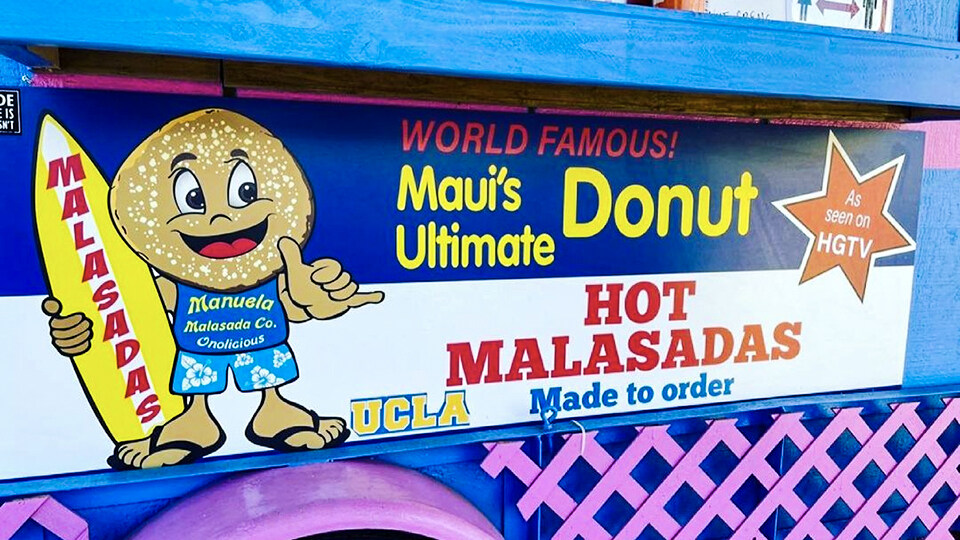 WORLD FAMOUS!
Maui's
Ultimate
Donut
As
seen on
HGTV
MALASADAS
Manuela
Malasada Co.
Onolicious
HOT
MALASADAS
Made to order
UCLA